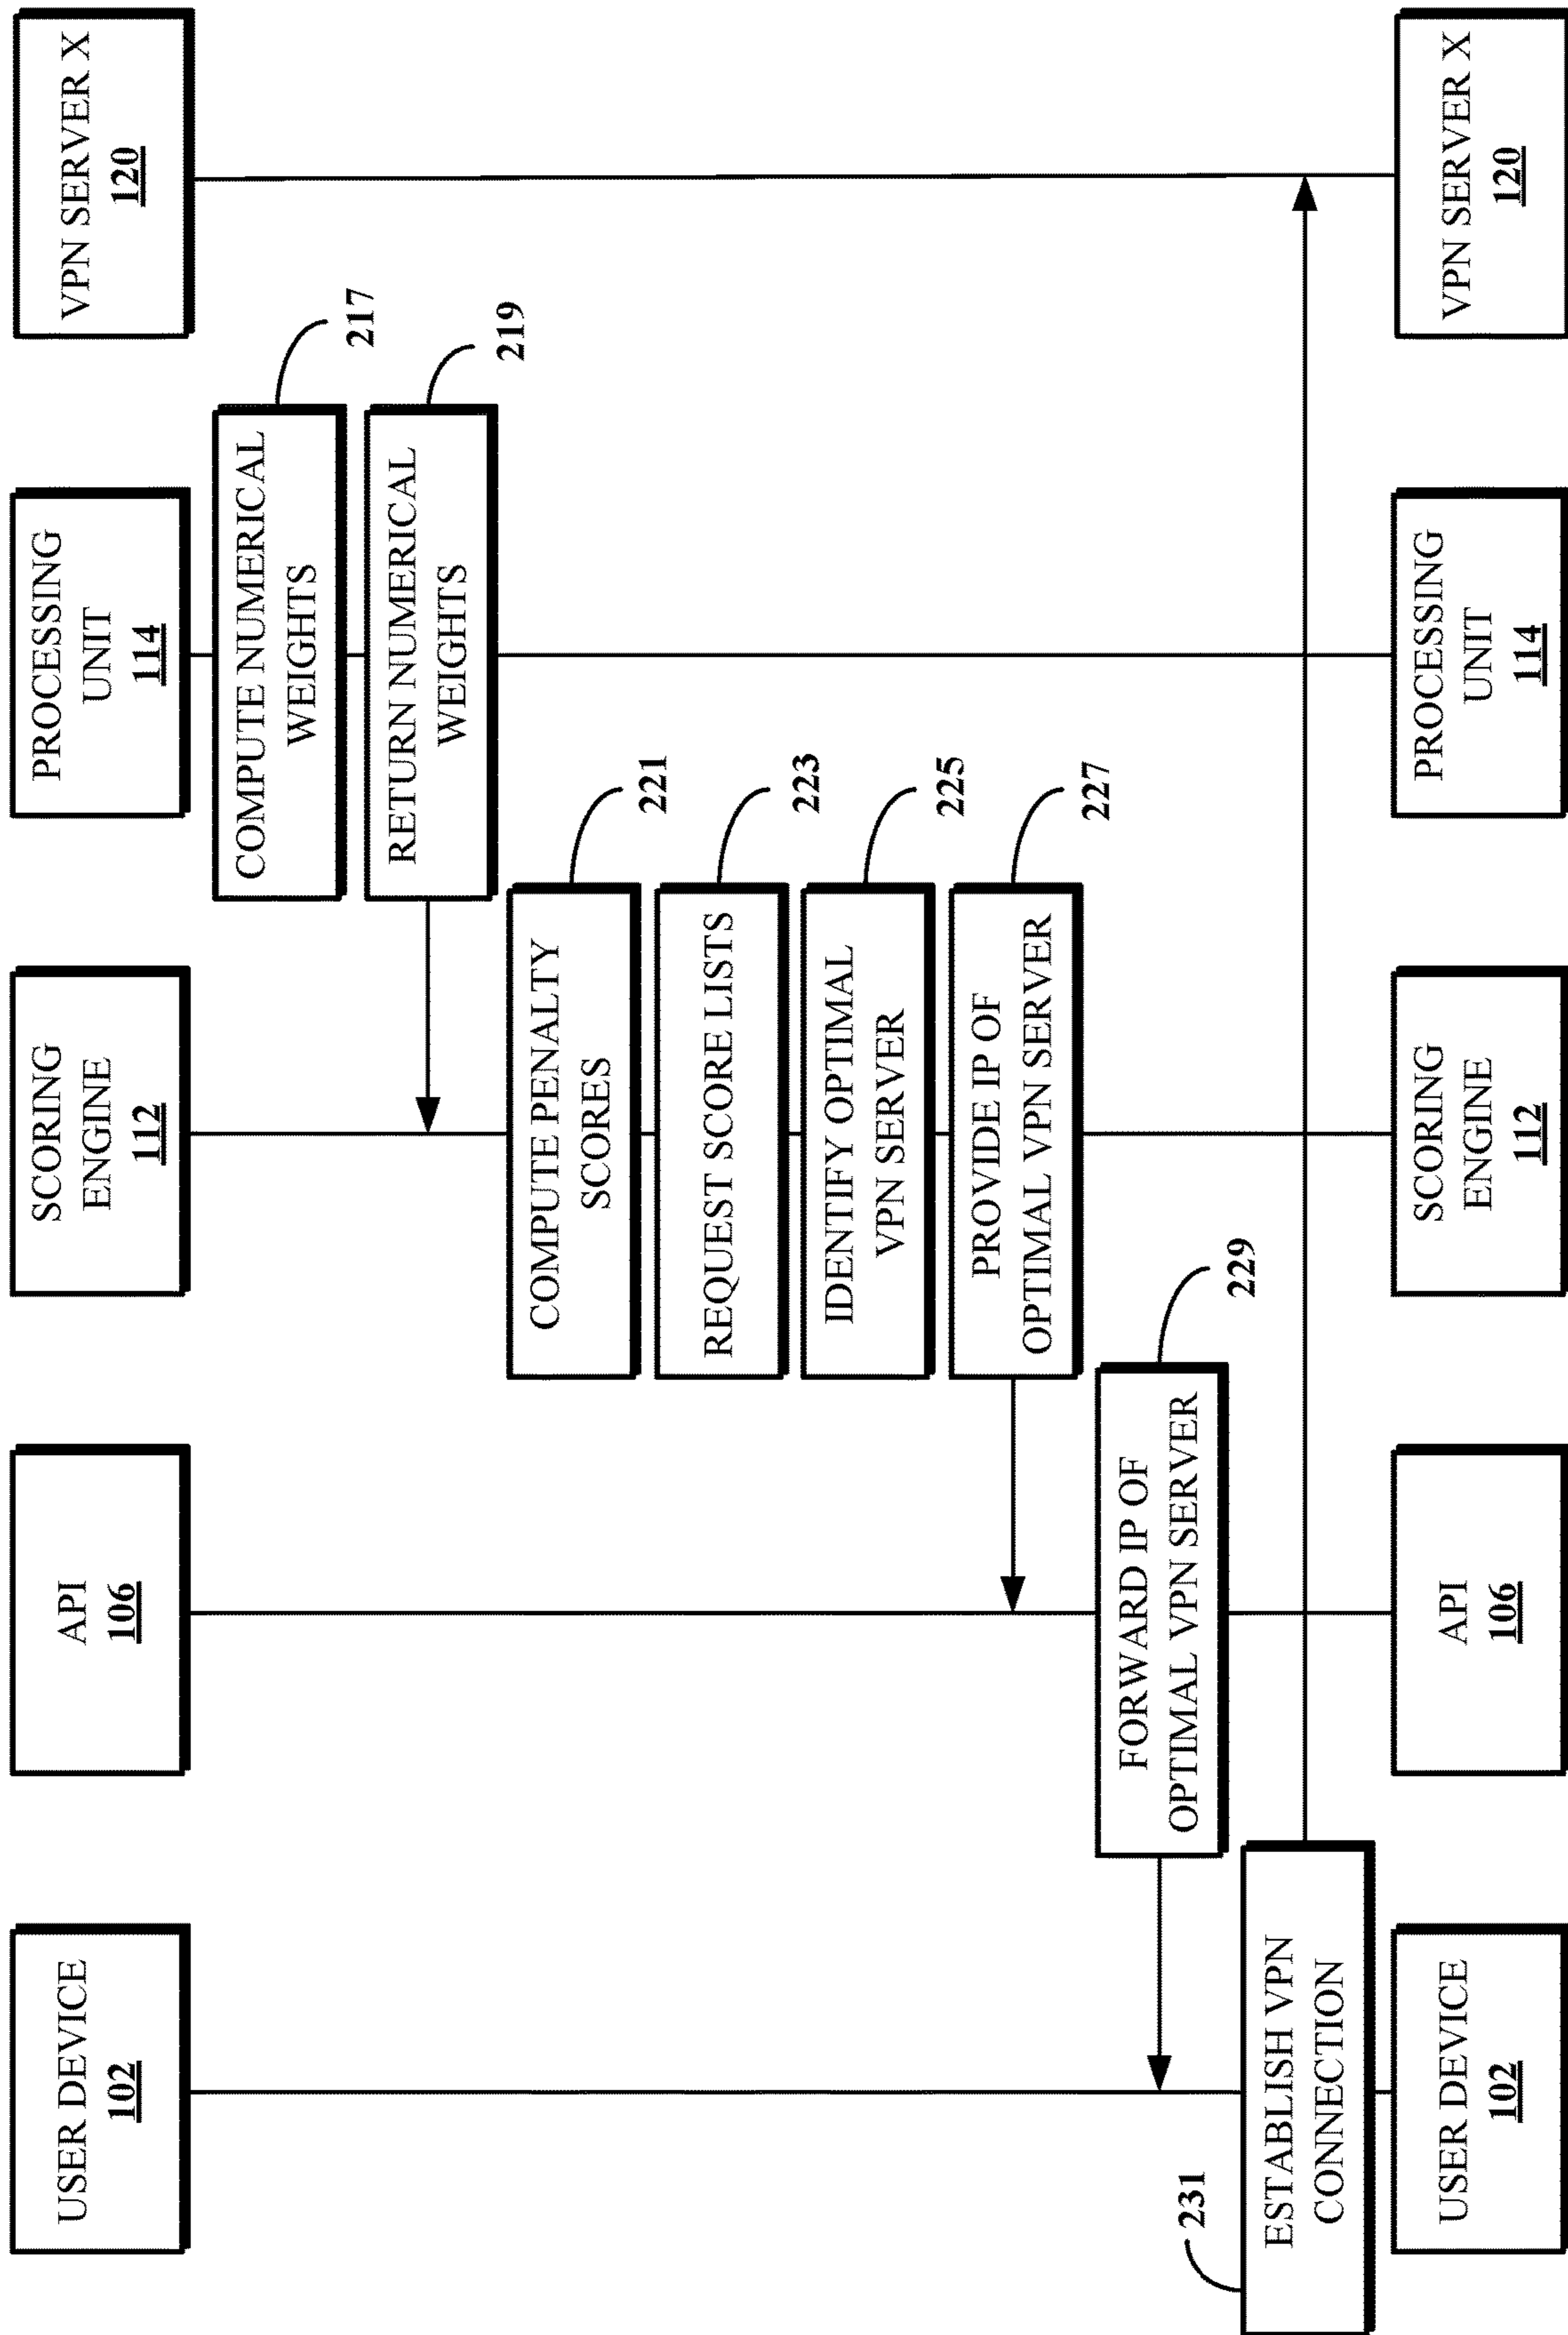 USER DEVICE
102
API
106
SCORING
ENGINE
112
PROCESSING
UNIT
114
VPN SERVER X
120
COMPUTE NUMERICAL
WEIGHTS
217
RETURN NUMERICAL
WEIGHTS
219
COMPUTE PENALTY
SCORES
221
REQUEST SCORE LISTS
223
IDENTIFY OPTIMAL
VPN SERVER
225
PROVIDE IP OF
OPTIMAL VPN SERVER
227
FORWARD IP OF
OPTIMAL VPN SERVER
229
231
ESTABLISH VPN
CONNECTION
USER DEVICE
102
API
106
SCORING
ENGINE
112
PROCESSING
UNIT
114
VPN SERVER X
120